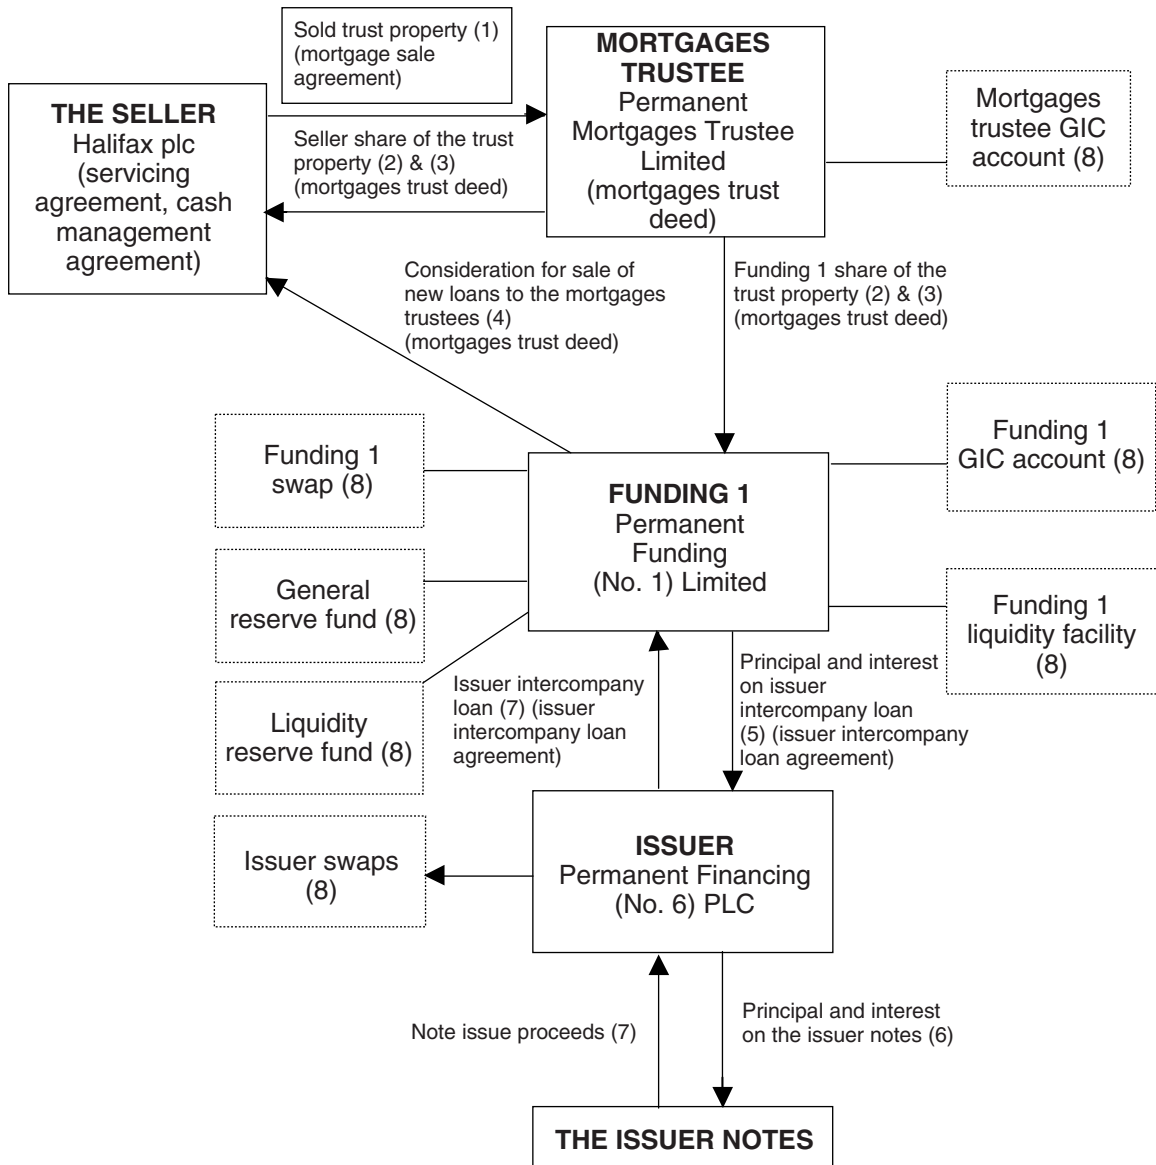 Sold trust property (1)
(mortgage sale
agreement)
MORTGAGES
TRUSTEE
Permanent
Mortgages Trustee
Limited
(mortgages trust
deed)
Mortgages
trustee GIC
account (8)
THE SELLER
Halifax plc
(servicing
agreement, cash
management
agreement)
Seller share of the trust
property (2) & (3)
(mortgages trust deed)
Consideration for sale of
new loans to the mortgages
trustees (4)
(mortgages trust deed)
Funding 1 share of the
trust property (2) & (3)
(mortgages trust deed)
Funding 1
swap (8)
General
reserve fund (8)
Liquidity
reserve fund (8)
FUNDING 1
Permanent
Funding
(No. 1) Limited
Funding 1
GIC account (8)
Funding 1
liquidity facility
(8)
Issuer intercompany
loan (7) (issuer
intercompany loan
agreement)
Principal and interest
on issuer
intercompany loan
(5) (issuer intercompany
loan agreement)
Issuer swaps
(8)
ISSUER
Permanent Financing
(No. 6) PLC
Note issue proceeds (7)
Principal and interest
on the issuer notes (6)
THE ISSUER NOTES